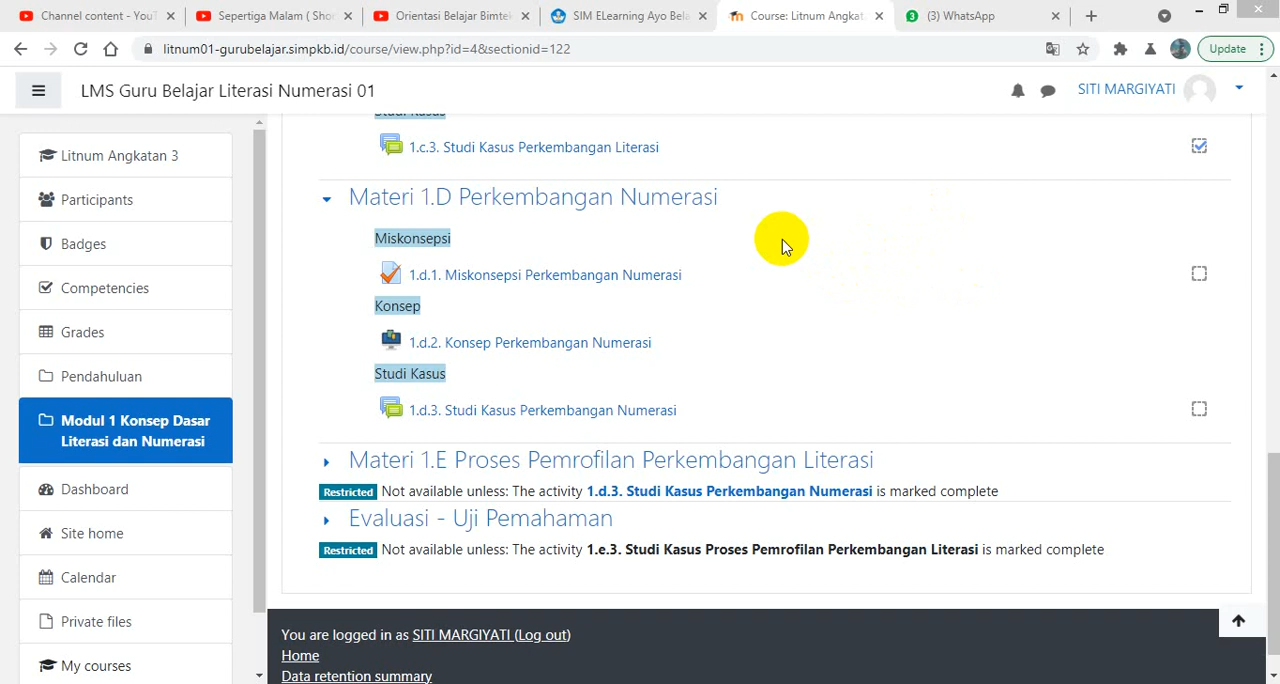 Channel content - YouT
Sepertiga Malam ( Shor
Orientasi Belajar Bimtek
SIM ELearning Ayo Bela
Course: Litnum Angkat.
(3) WhatsApp
litnum01-gurubelajar.simpkb.id/course/view.php?id=4&sectionid=122
Update
LMS Guru Belajar Literasi Numerasi 01
SITI MARGIYATI
Litnum Angkatan 3
Participants
Badges
Competencies
Grades
Pendahuluan
Modul 1 Konsep Dasar
Literasi dan Numerasi
Dashboard
Site home
Calendar
Private files
My courses
Studi Kasus
1.c.3. Studi Kasus Perkembangan Literasi
Materi 1.D Perkembangan Numerasi
Miskonsepsi
1.d.1. Miskonsepsi Perkembangan Numerasi
Konsep
1.d.2. Konsep Perkembangan Numerasi
Studi Kasus
1.d.3. Studi Kasus Perkembangan Numerasi
Materi 1.E Proses Pemrofilan Perkembangan Literasi
Restricted Not available unless: The activity 1.d.3. Studi Kasus Perkembangan Numerasi is marked complete
Evaluasi - Uji Pemahaman
Restricted Not available unless: The activity 1.e.3. Studi Kasus Proses Pemrofilan Perkembangan Literasi is marked complete
You are logged in as SITI MARGIYATI (Log out)
Home
Data retention summary